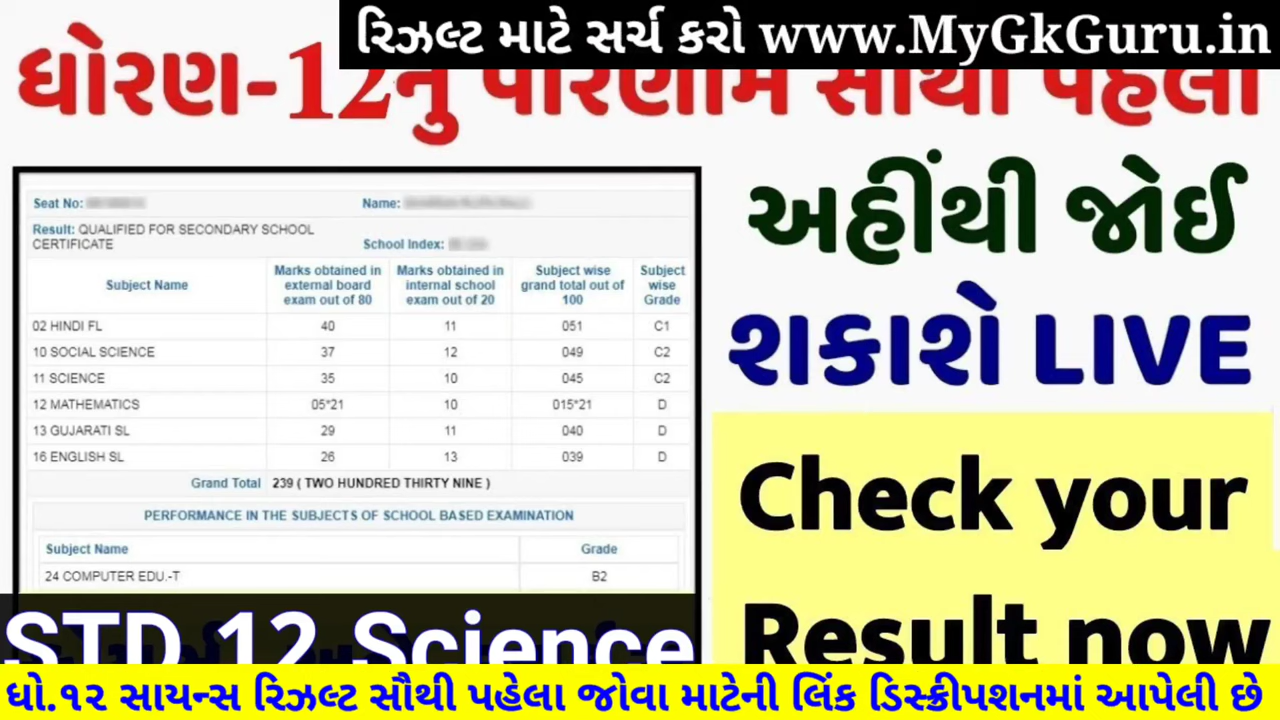 રિઝલ્ટ માટે સર્ચ કરો www.MyGkGuru.in
ધોરણ-12નું પરિણામ સૌથી પહેલા
અહીંથી જોઈ
શકાશે LIVE
Check your
Result now
Seat No:
Name:
Result: QUALIFIED FOR SECONDARY SCHOOL
CERTIFICATE
School Index:
Subject Name Marks obtained in external board exam out of 80 Marks obtained in internal school exam out of 20 Subject wise grand total out of 100 Subject wise Grade
02 HINDI FL 40 11 051 C1
10 SOCIAL SCIENCE 37 12 049 C2
11 SCIENCE 35 10 045 C2
12 MATHEMATICS 05*21 10 015*21 D
13 GUJARATI SL 29 11 040 D
16 ENGLISH SL 26 13 039 D
Grand Total 239 ( TWO HUNDRED THIRTY NINE )
PERFORMANCE IN THE SUBJECTS OF SCHOOL BASED EXAMINATION
Subject Name Grade
24 COMPUTER EDU.-T B2
STD 12 Science
ધો.૧૨ સાયન્સ રિઝલ્ટ સૌથી પહેલા જોવા માટેની લિંક ડિસ્ક્રીપશનમાં આપેલી છે